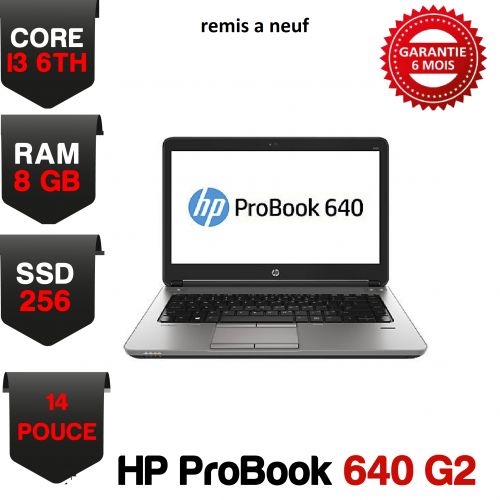 CORE
I3 6TH
remis a neuf
GARANTIE
6 MOIS
RAM
8 GB
hp ProBook 640
hp
SSD
256
14
POUCE
HP ProBook 640 G2